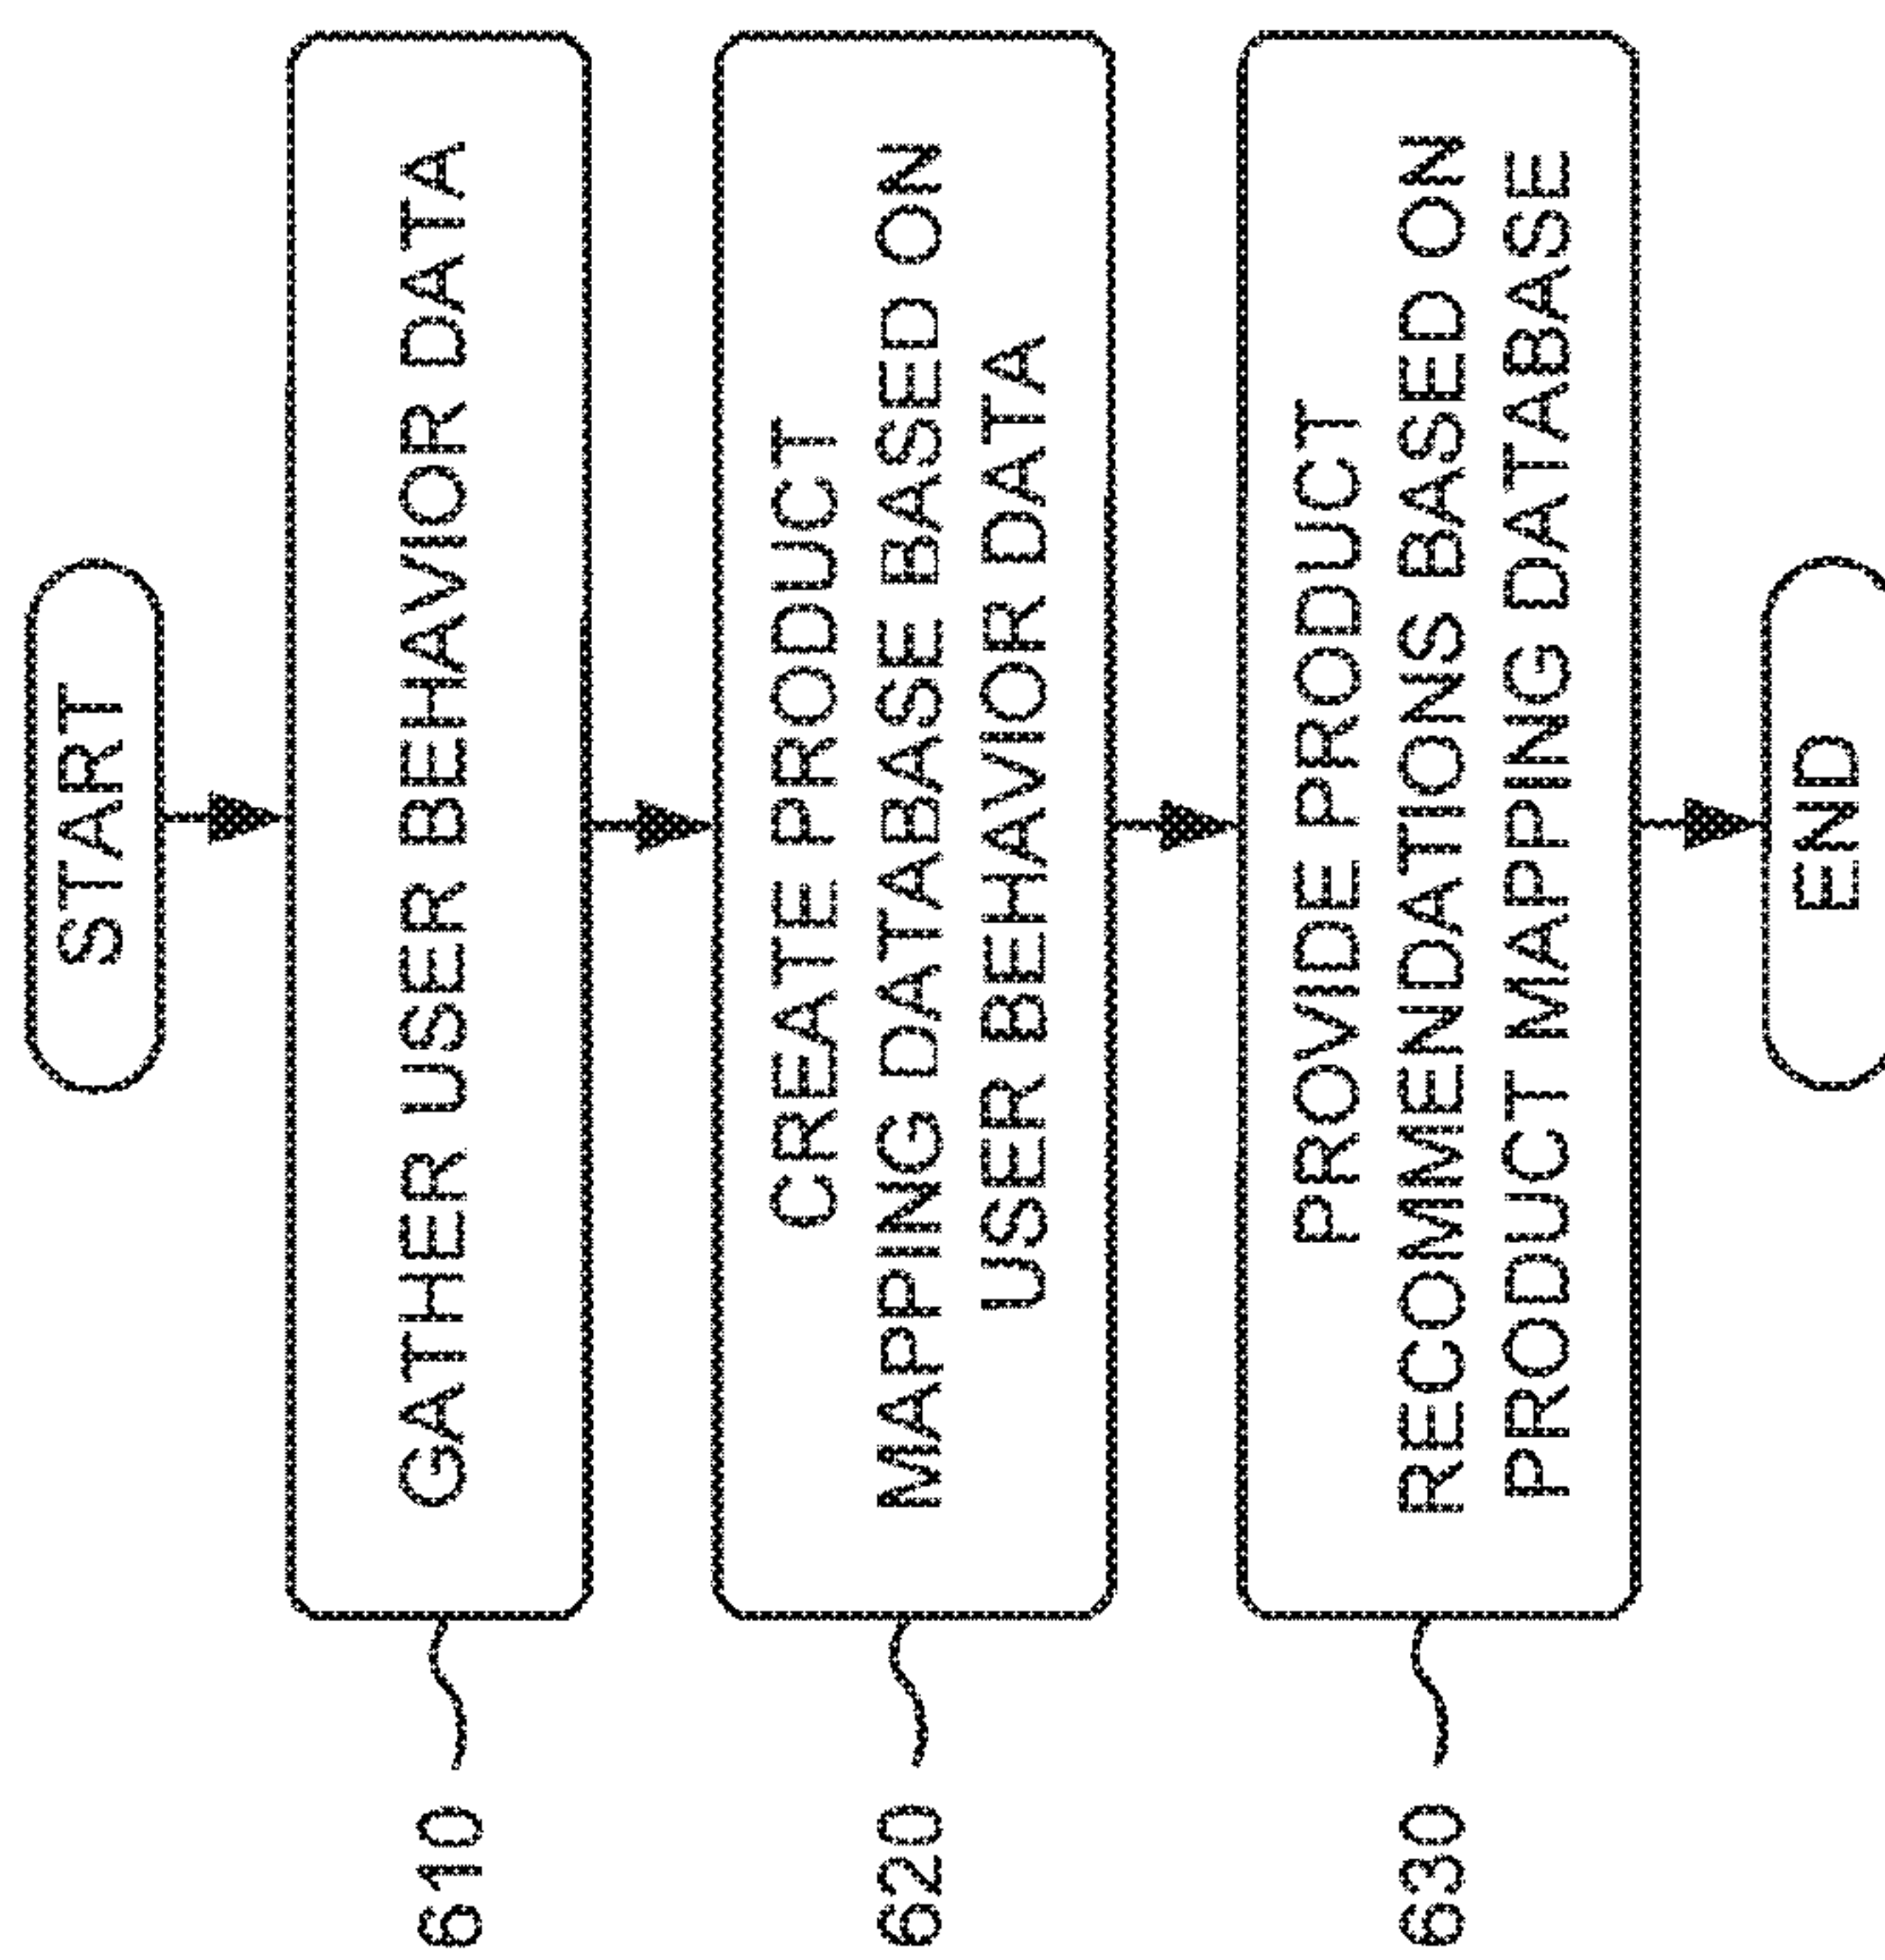 START
GATHER USER BEHAVIOR DATA
610
CREATE PRODUCT
MAPPING DATABASE BASED ON
USER BEHAVIOR DATA
620
PROVIDE PRODUCT
RECOMMENDATIONS BASED ON
PRODUCT MAPPING DATABASE
630
END